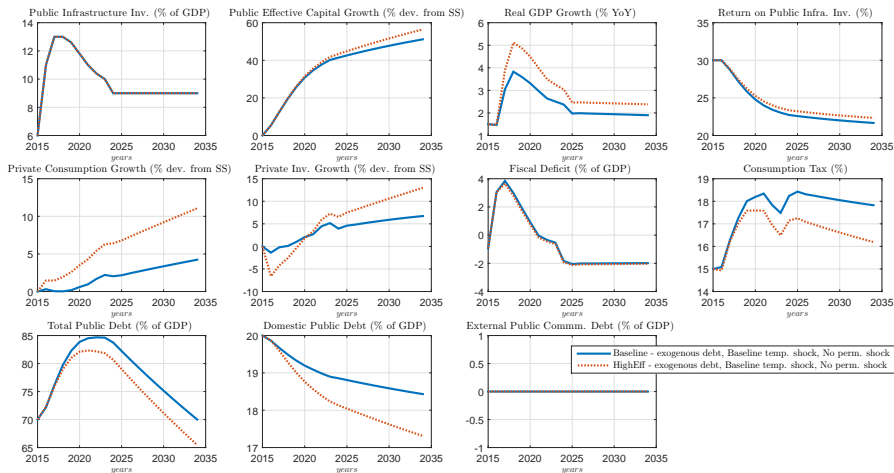 Public Infrastructure Inv. (% of GDP)
14
12
10
8
6
2015 2020 2025 2030 2035
years
Public Effective Capital Growth (% dev. from SS)
60
40
20
0
2015 2020 2025 2030 2035
years
Real GDP Growth (% YoY)
6
5
4
3
2
1
2015 2020 2025 2030 2035
years
Return on Public Infra. Inv. (%)
35
30
25
20
2015 2020 2025 2030 2035
years
Private Consumption Growth (% dev. from SS)
15
10
5
0
2015 2020 2025 2030 2035
years
Private Inv. Growth (% dev. from SS)
15
10
5
0
-5
-10
2015 2020 2025 2030 2035
years
Fiscal Deficit (% of GDP)
4
2
0
-2
-4
2015 2020 2025 2030 2035
years
Consumption Tax (%)
19
18
17
16
15
14
2015 2020 2025 2030 2035
years
Total Public Debt (% of GDP)
85
80
75
70
65
2015 2020 2025 2030 2035
years
Domestic Public Debt (% of GDP)
20
19
18
17
16
2015 2020 2025 2030 2035
years
External Public Commm. Debt (% of GDP)
1
0.5
0
-0.5
-1
2015 2020 2025 2030 2035
years
Baseline - exogenous debt, Baseline temp. shock, No perm. shock
HighEff - exogenous debt, Baseline temp. shock, No perm. shock